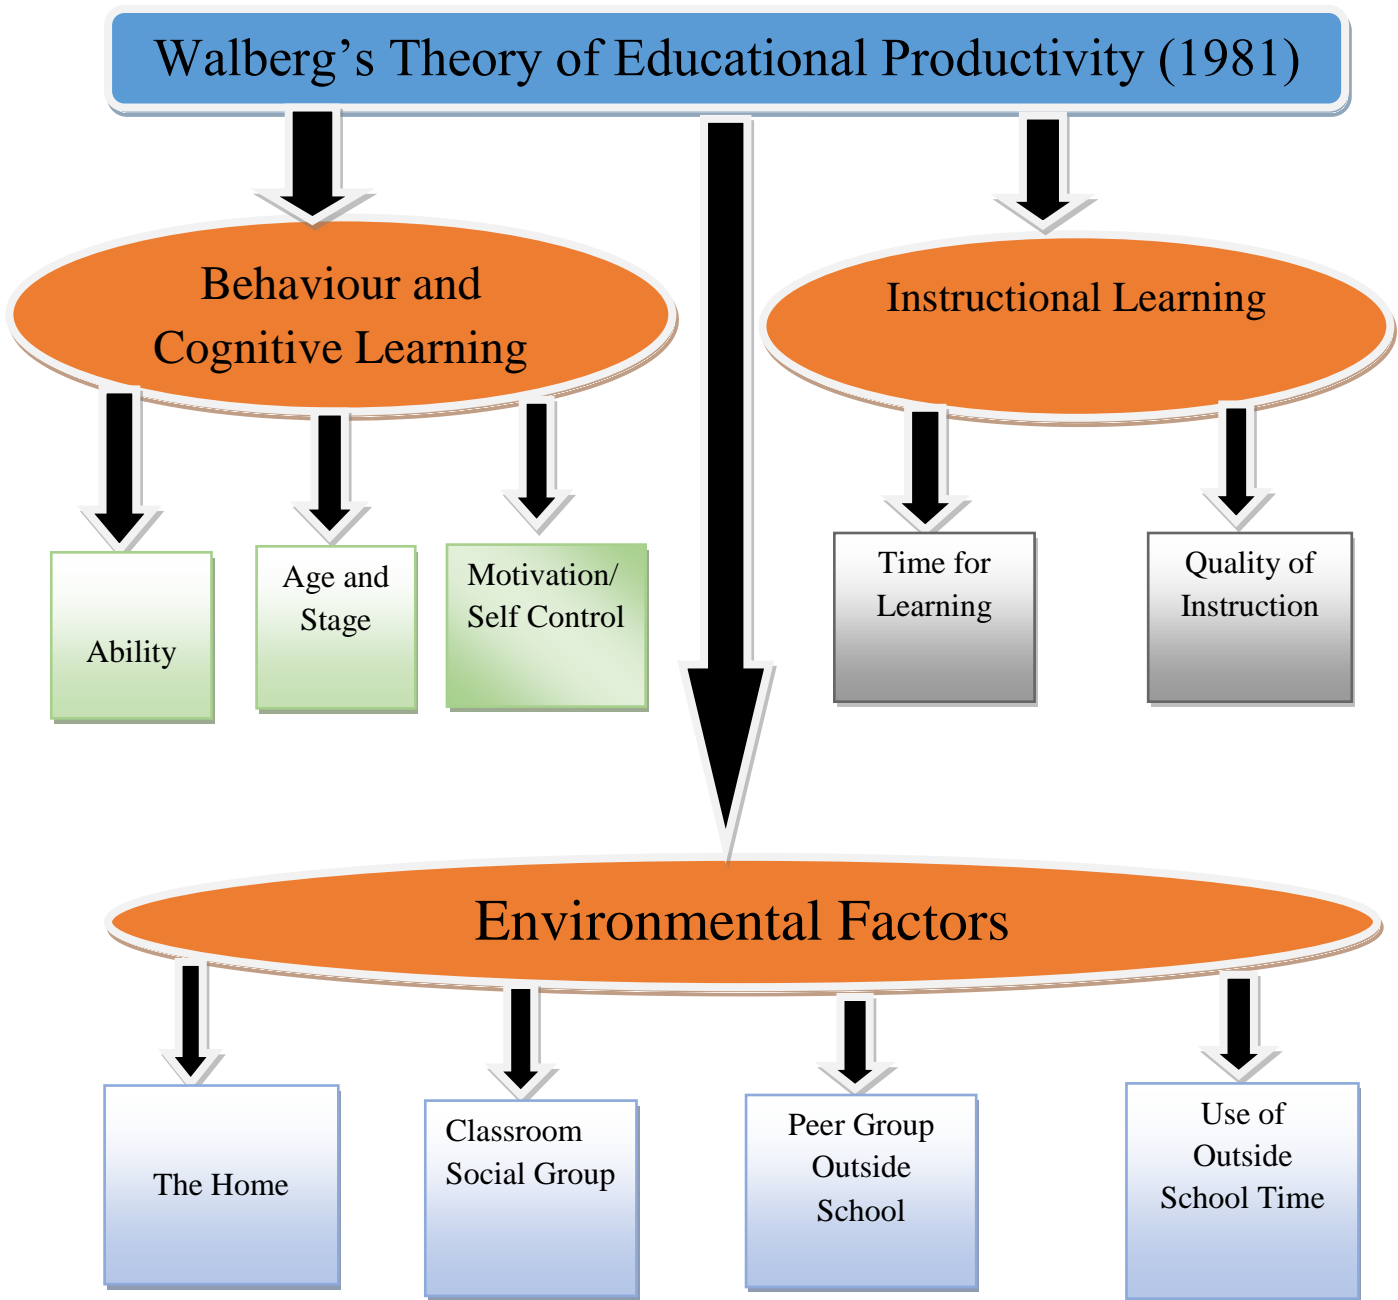 Walberg’s Theory of Educational Productivity (1981)
Behaviour and
Cognitive Learning
Instructional Learning
Ability
Age and
Stage
Motivation/
Self Control
Time for
Learning
Quality of
Instruction
Environmental Factors
The Home
Classroom
Social Group
Peer Group
Outside
School
Use of
Outside
School Time